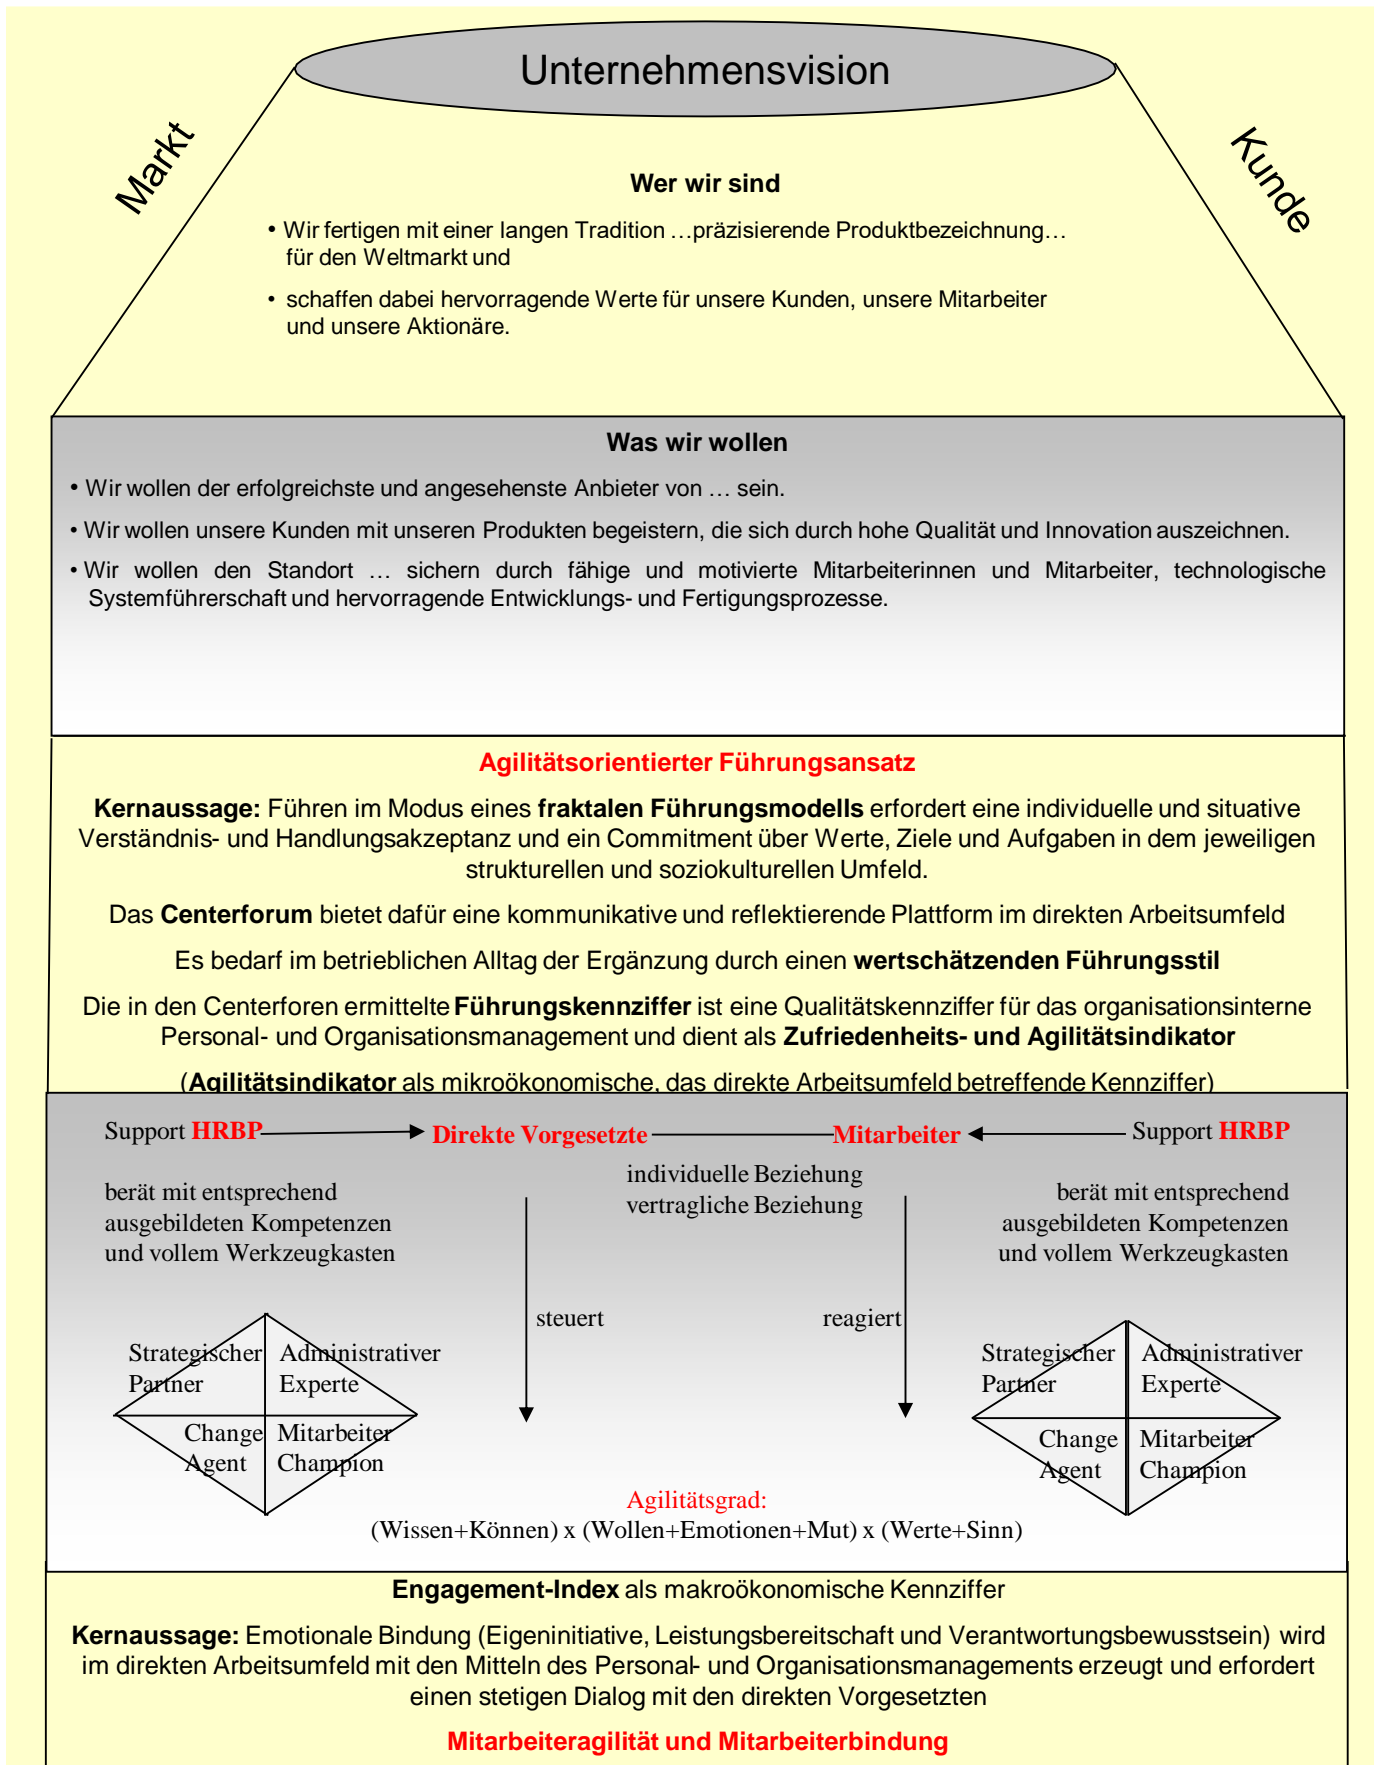 Unternehmensvision
Markt
Kunde
Wer wir sind
• Wir fertigen mit einer langen Tradition …präzisierende Produktbezeichnung…
für den Weltmarkt und
• schaffen dabei hervorragende Werte für unsere Kunden, unsere Mitarbeiter
und unsere Aktionäre.
Was wir wollen
• Wir wollen der erfolgreichste und angesehenste Anbieter von … sein.
• Wir wollen unsere Kunden mit unseren Produkten begeistern, die sich durch hohe Qualität und Innovation auszeichnen.
• Wir wollen den Standort … sichern durch fähige und motivierte Mitarbeiterinnen und Mitarbeiter, technologische
Systemführerschaft und hervorragende Entwicklungs- und Fertigungsprozesse.
Agilitätsorientierter Führungsansatz
Kernaussage: Führen im Modus eines fraktalen Führungsmodells erfordert eine individuelle und situative
Verständnis- und Handlungsakzeptanz und ein Commitment über Werte, Ziele und Aufgaben in dem jeweiligen
strukturellen und soziokulturellen Umfeld.
Das Centerforum bietet dafür eine kommunikative und reflektierende Plattform im direkten Arbeitsumfeld
Es bedarf im betrieblichen Alltag der Ergänzung durch einen wertschätzenden Führungsstil
Die in den Centerforen ermittelte Führungskennziffer ist eine Qualitätskennziffer für das organisationsinterne
Personal- und Organisationsmanagement und dient als Zufriedenheits- und Agilitätsindikator
(Agilitätsindikator als mikroökonomische, das direkte Arbeitsumfeld betreffende Kennziffer)
Support HRBP
Direkte Vorgesetzte
Mitarbeiter
Support HRBP
individuelle Beziehung
vertragliche Beziehung
berät mit entsprechend
ausgebildeten Kompetenzen
und vollem Werkzeugkasten
berät mit entsprechend
ausgebildeten Kompetenzen
und vollem Werkzeugkasten
steuert
reagiert
Strategischer
Partner
Administrativer
Experte
Change
Agent
Mitarbeiter
Champion
Strategischer
Partner
Administrativer
Experte
Change
Agent
Mitarbeiter
Champion
Agilitätsgrad:
(Wissen+Können) x (Wollen+Emotionen+Mut) x (Werte+Sinn)
Engagement-Index als makroökonomische Kennziffer
Kernaussage: Emotionale Bindung (Eigeninitiative, Leistungsbereitschaft und Verantwortungsbewusstsein) wird
im direkten Arbeitsumfeld mit den Mitteln des Personal- und Organisationsmanagements erzeugt und erfordert
einen stetigen Dialog mit den direkten Vorgesetzten
Mitarbeiteragilität und Mitarbeiterbindung